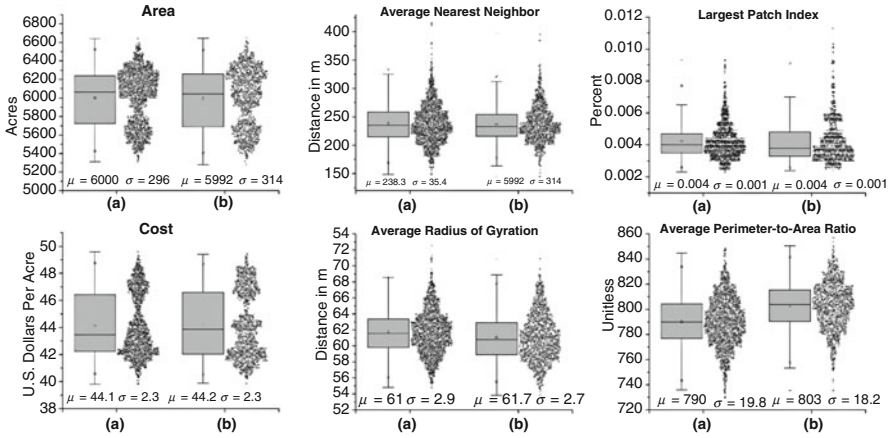 Area
6800
6600
6400
6200
6000
5800
5600
5400
5200
5000
Acres
μ = 6000 σ = 296 μ = 5992 σ = 314
(a) (b)
Average Nearest Neighbor
400
350
300
250
200
150
Distance in m
μ = 238.3 σ = 35.4 μ = 5992 σ = 314
(a) (b)
Largest Patch Index
0.012
0.010
0.008
0.006
0.004
0.002
Percent
μ = 0.004 σ = 0.001 μ = 0.004 σ = 0.001
(a) (b)
Cost
50
48
46
44
42
40
38
U.S. Dollars Per Acre
μ = 44.1 σ = 2.3 μ = 44.2 σ = 2.3
(a) (b)
Average Radius of Gyration
74
72
70
68
66
64
62
60
58
56
54
52
Distance in m
μ = 61 σ = 2.9 μ = 61.7 σ = 2.7
(a) (b)
Average Perimeter-to-Area Ratio
860
840
820
800
780
760
740
720
Unitless
μ = 790 σ = 19.8 μ = 803 σ = 18.2
(a) (b)